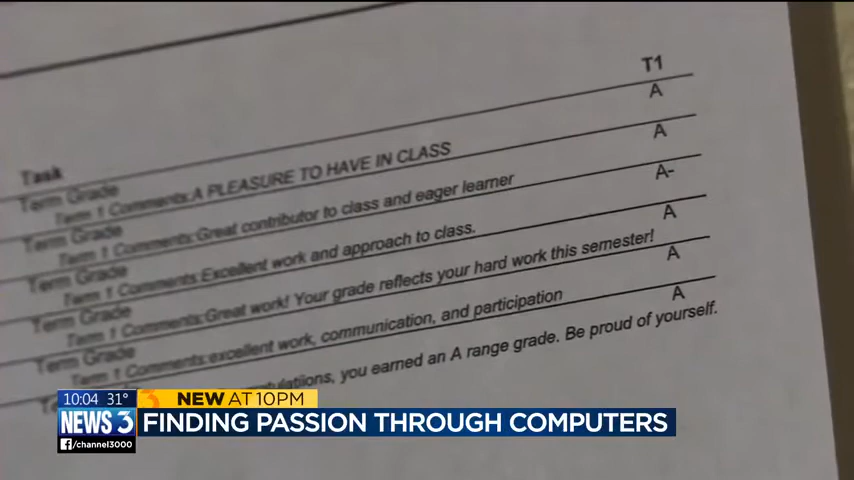 T1
Task
Term Grade A
Term 1 Comments:A PLEASURE TO HAVE IN CLASS
Term Grade A
Term 1 Comments:Great contributor to class and eager learner
Term Grade A-
Term 1 Comments:Excellent work and approach to class.
Term Grade A
Term 1 Comments:Great work! Your grade reflects your hard work this semester!
Term Grade A
Term 1 Comments:excellent work, communication, and participation
A
you earned an A range grade. Be proud of yourself.
10:04 31° 3 NEW AT 10PM
NEWS 3 FINDING PASSION THROUGH COMPUTERS
f/channel3000